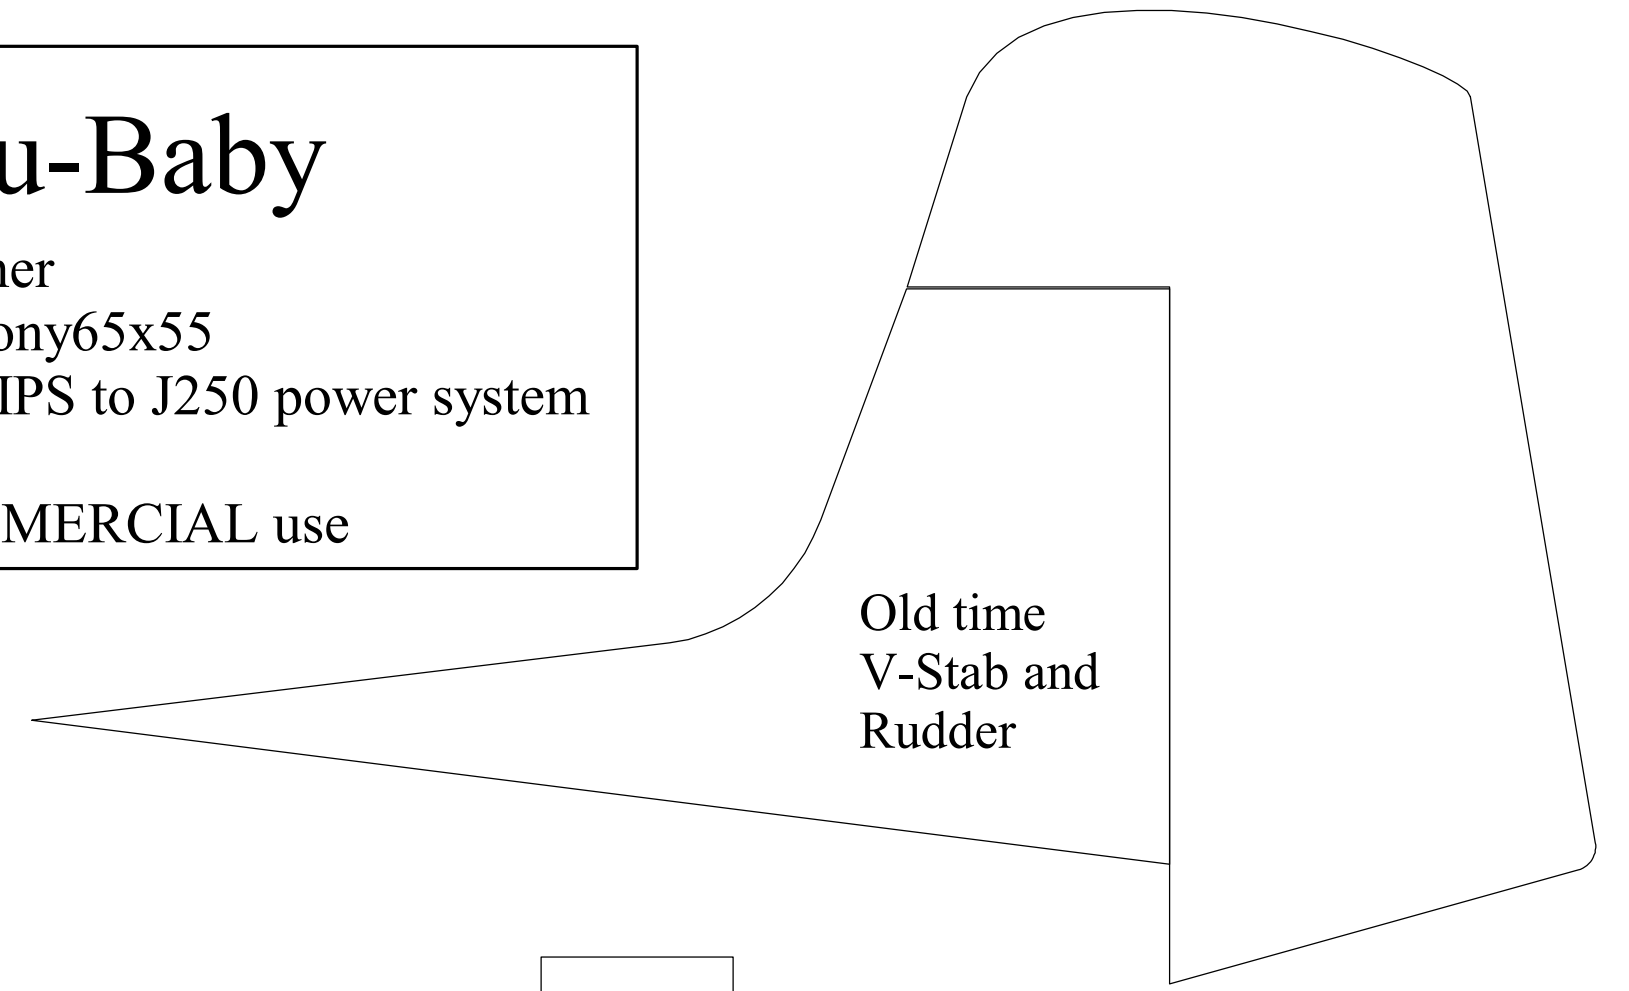 u-Baby
ner
ony65x55
IPS to J250 power system
MERCIAL use
Old time
V-Stab and
Rudder